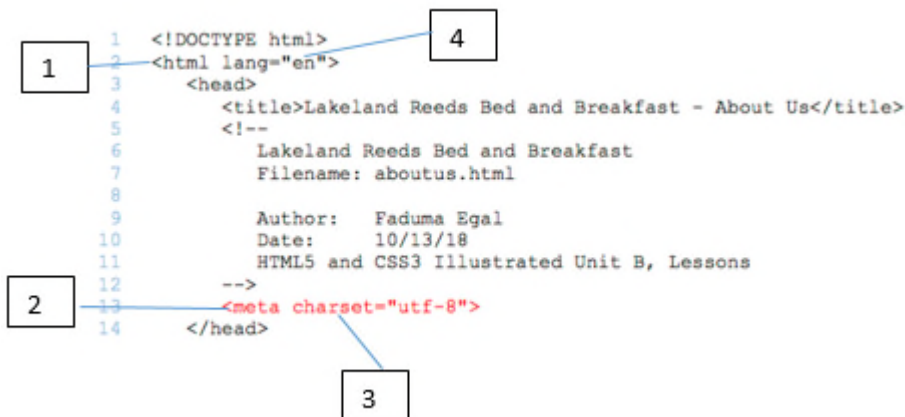 1 <!DOCTYPE html>
4
1
2 <html lang="en">
3 <head>
4 <title>Lakeland Reeds Bed and Breakfast - About Us</title>
5 <!--
6 Lakeland Reeds Bed and Breakfast
7 Filename: aboutus.html
8
9 Author: Faduma Egal
10 Date: 10/13/18
11 HTML5 and CSS3 Illustrated Unit B, Lessons
12 -->
2
13 <meta charset="utf-8">
14 </head>
3